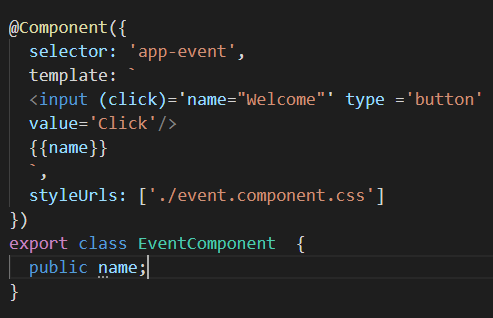 @Component({
  selector: 'app-event',
  template: `
  <input (click)='name="Welcome"' type ='button'
  value='Click'/>
  {{name}}
  `,
  styleUrls: ['./event.component.css']
})
export class EventComponent  {
  public name;
}